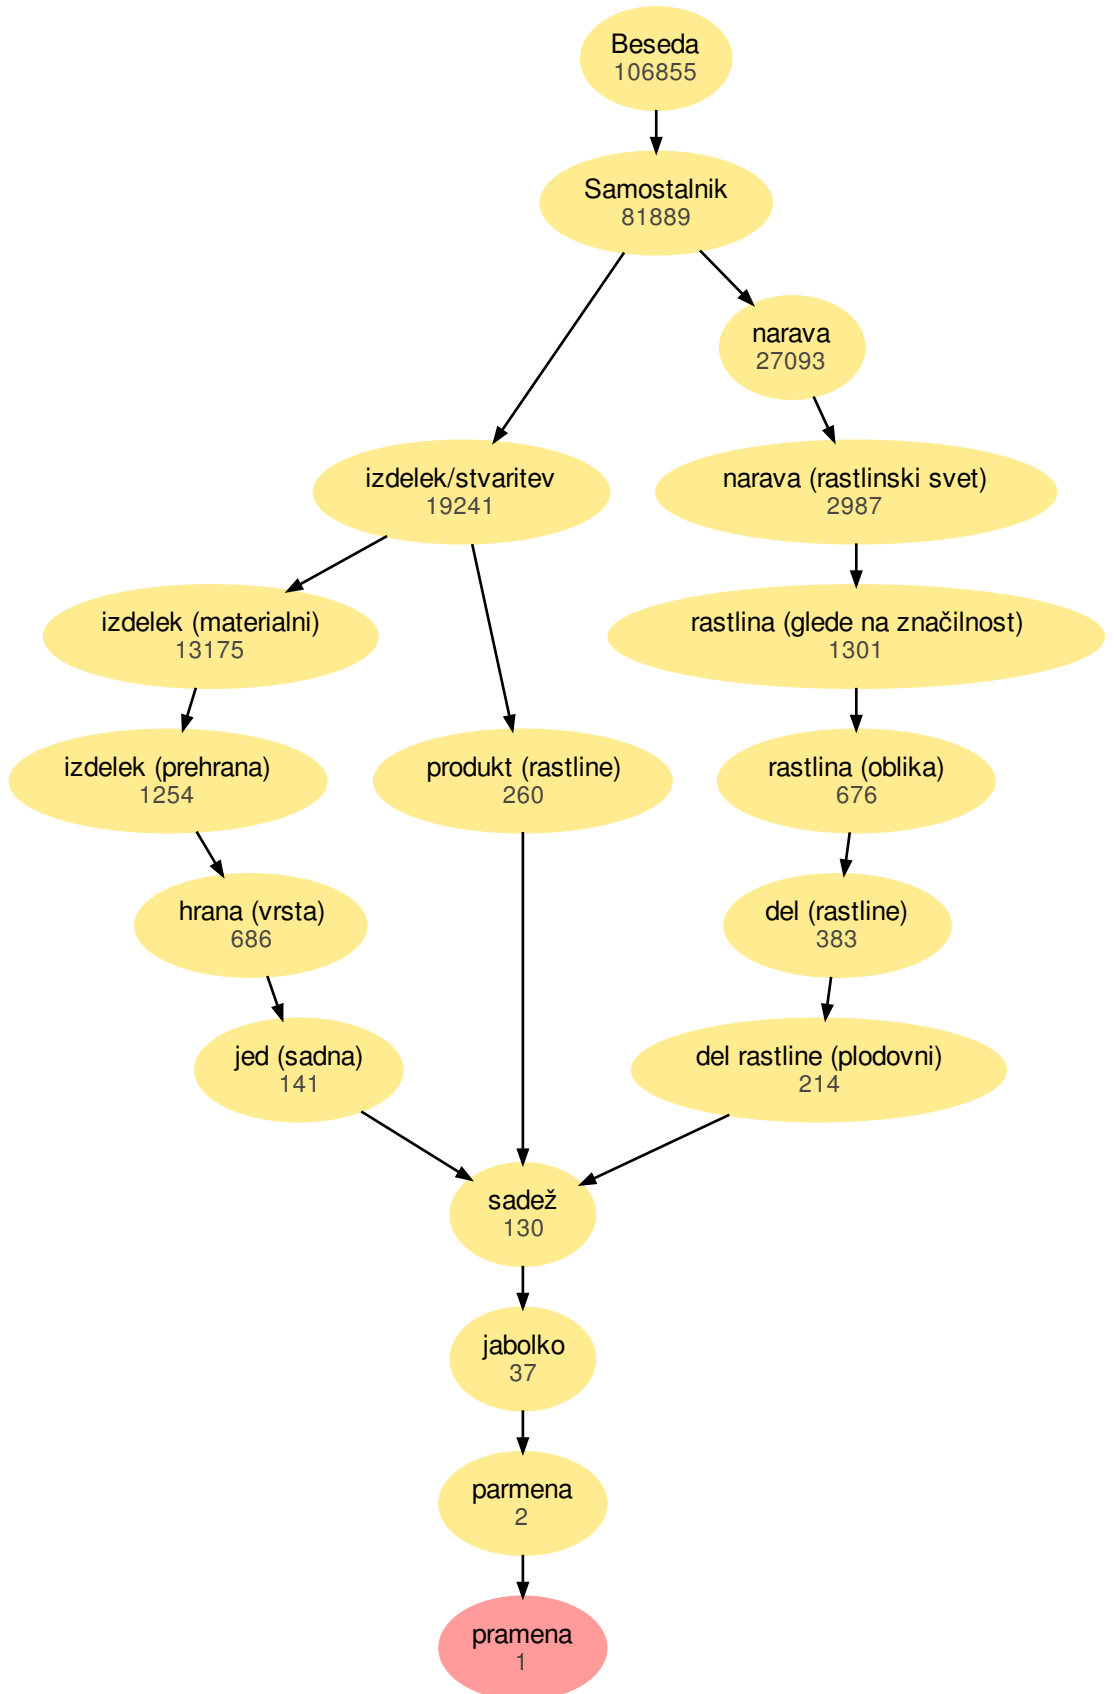 Beseda
106855
Samostalnik
81889
narava
27093
izdelek/stvaritev
19241
narava (rastlinski svet)
2987
izdelek (materialni)
13175
rastlina (glede na značilnost)
1301
izdelek (prehrana)
1254
produkt (rastline)
260
rastlina (oblika)
676
hrana (vrsta)
686
del (rastline)
383
jed (sadna)
141
del rastline (plodovni)
214
sadež
130
jabolko
37
parmena
2
pramena
1